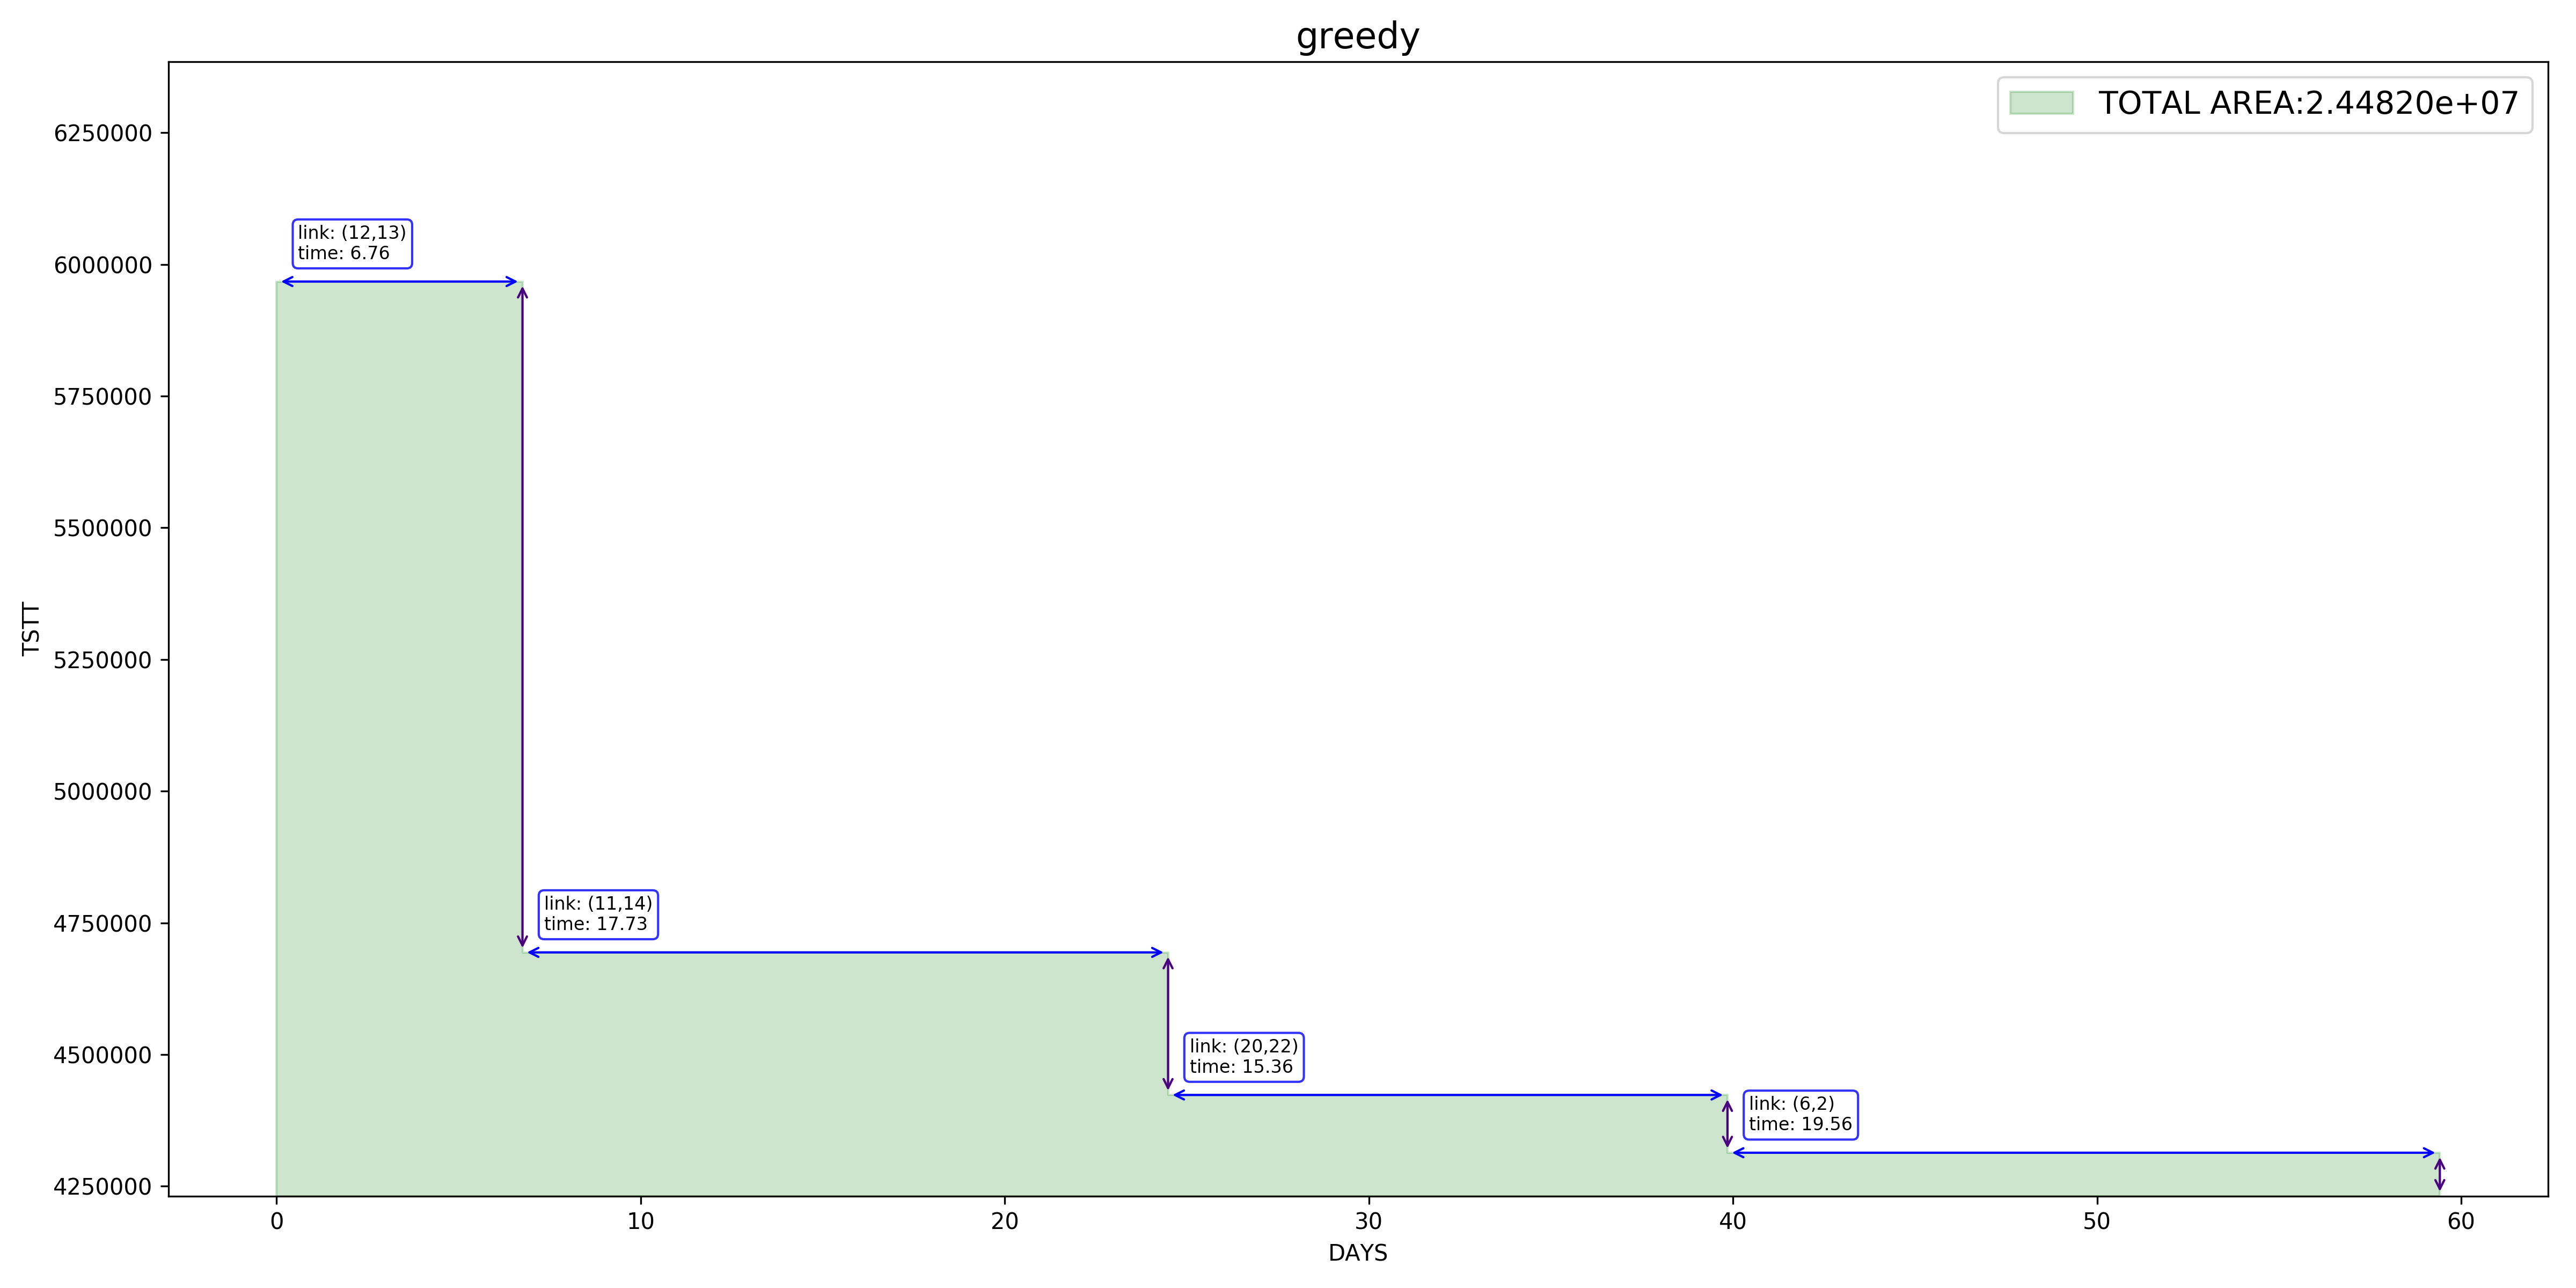 greedy
TOTAL AREA:2.44820e+07
6250000
6000000
5750000
5500000
5250000
5000000
4750000
4500000
4250000
TSTT
link: (12,13)
time: 6.76
link: (11,14)
time: 17.73
link: (20,22)
time: 15.36
link: (6,2)
time: 19.56
0 10 20 30 40 50 60
DAYS